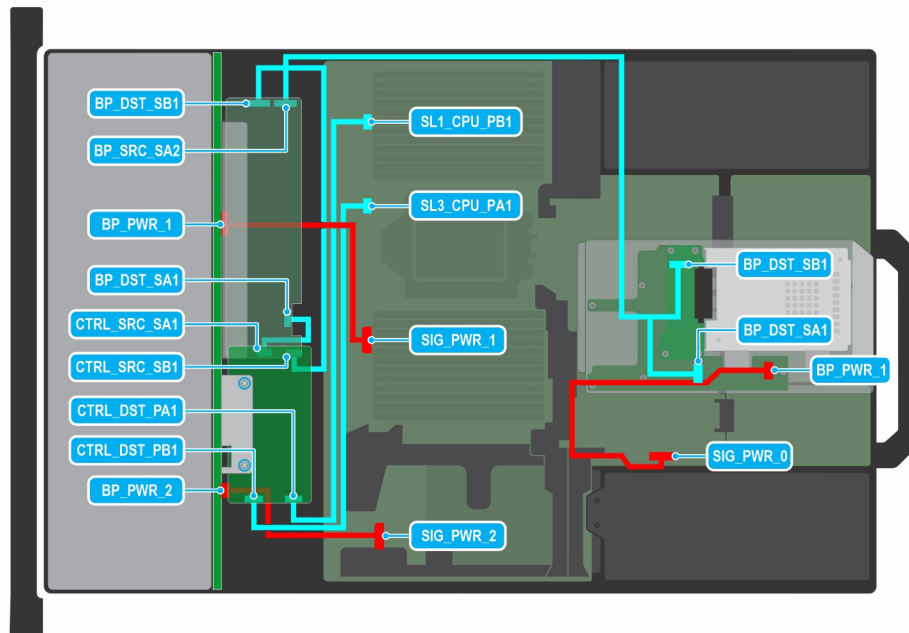 BP_DST_SB1
BP_SRC_SA2
BP_PWR_1
BP_DST_SA1
CTRL_SRC_SA1
CTRL_SRC_SB1
CTRL_DST_PA1
CTRL_DST_PB1
BP_PWR_2
SL1_CPU_PB1
SL3_CPU_PA1
SIG_PWR_1
SIG_PWR_2
BP_DST_SB1
BP_DST_SA1
BP_PWR_1
SIG_PWR_0